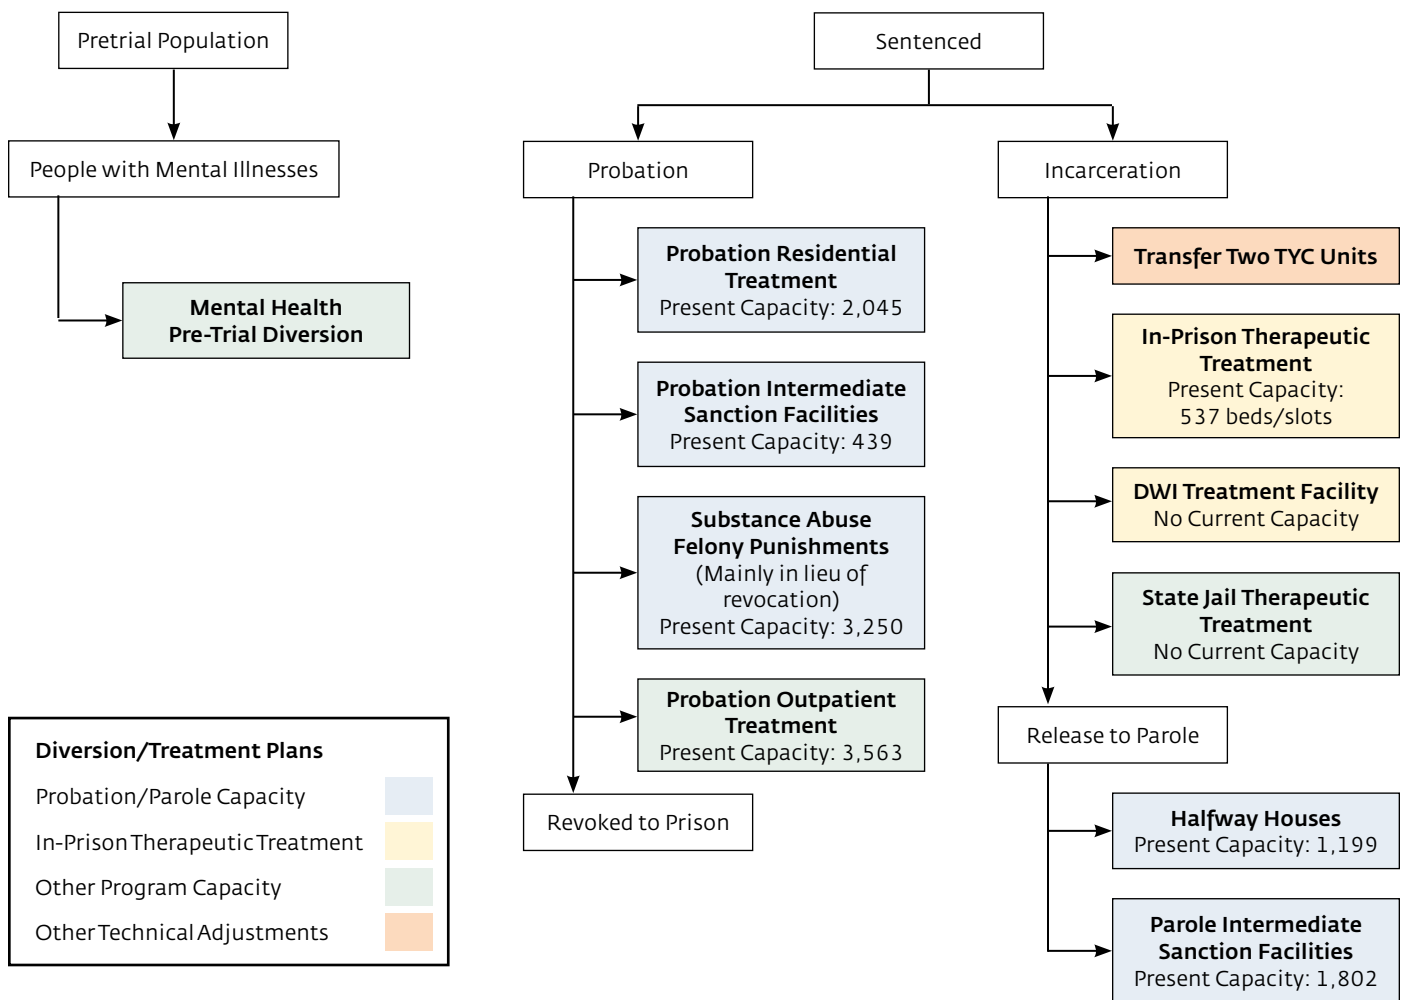 Pretrial Population
People with Mental Illnesses
Mental Health
Pre-Trial Diversion
Sentenced
Probation
Probation Residential
Treatment
Present Capacity: 2,045
Probation Intermediate
Sanction Facilities
Present Capacity: 439
Substance Abuse
Felony Punishments
(Mainly in lieu of
revocation)
Present Capacity: 3,250
Probation Outpatient
Treatment
Present Capacity: 3,563
Revoked to Prison
Incarceration
Transfer Two TYC Units
In-Prison Therapeutic
Treatment
Present Capacity:
537 beds/slots
DWI Treatment Facility
No Current Capacity
State Jail Therapeutic
Treatment
No Current Capacity
Release to Parole
Halfway Houses
Present Capacity: 1,199
Parole Intermediate
Sanction Facilities
Present Capacity: 1,802
Diversion/Treatment Plans
Probation/Parole Capacity
In-Prison Therapeutic Treatment
Other Program Capacity
Other Technical Adjustments